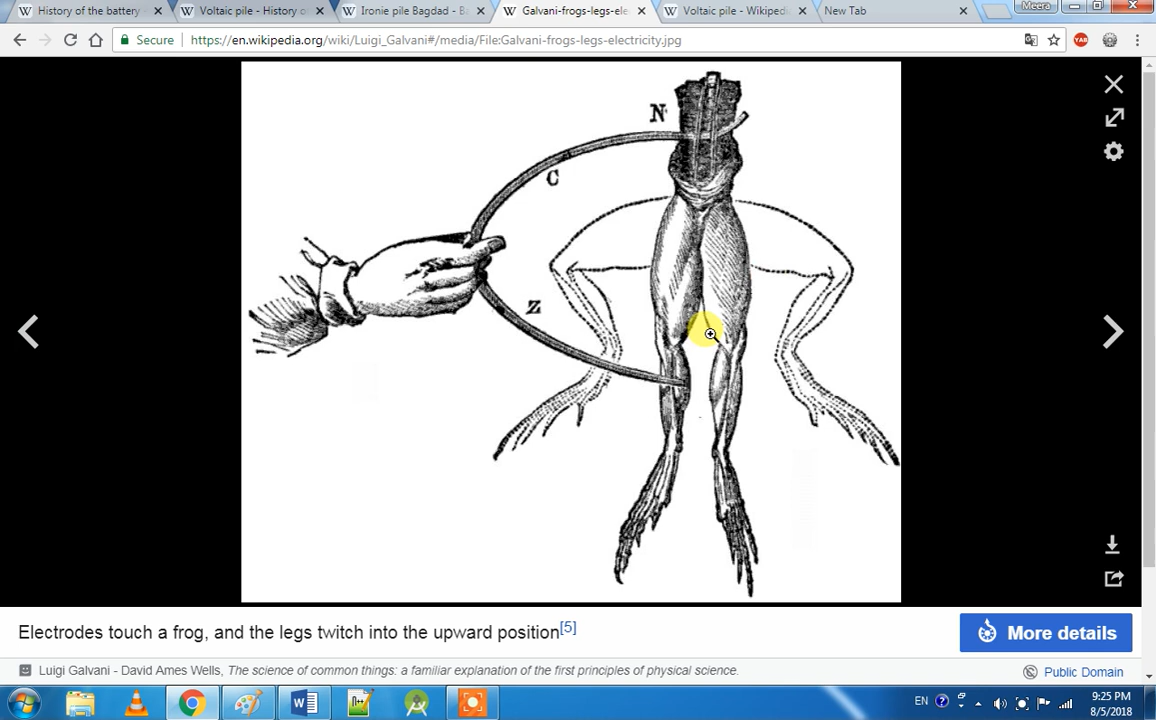 History of the battery
Voltaic pile - History o
Ironie pile Bagdad - Ba
Galvani-frogs-legs-ele
Voltaic pile - Wikiped
New Tab
Meera
Secure
https://en.wikipedia.org/wiki/Luigi_Galvani#/media/File:Galvani-frogs-legs-electricity.jpg
YAB
N
C
Z
Electrodes touch a frog, and the legs twitch into the upward position[5]
More details
Luigi Galvani - David Ames Wells, The science of common things: a familiar explanation of the first principles of physical science.
Public Domain
EN
9:25 PM
8/5/2018